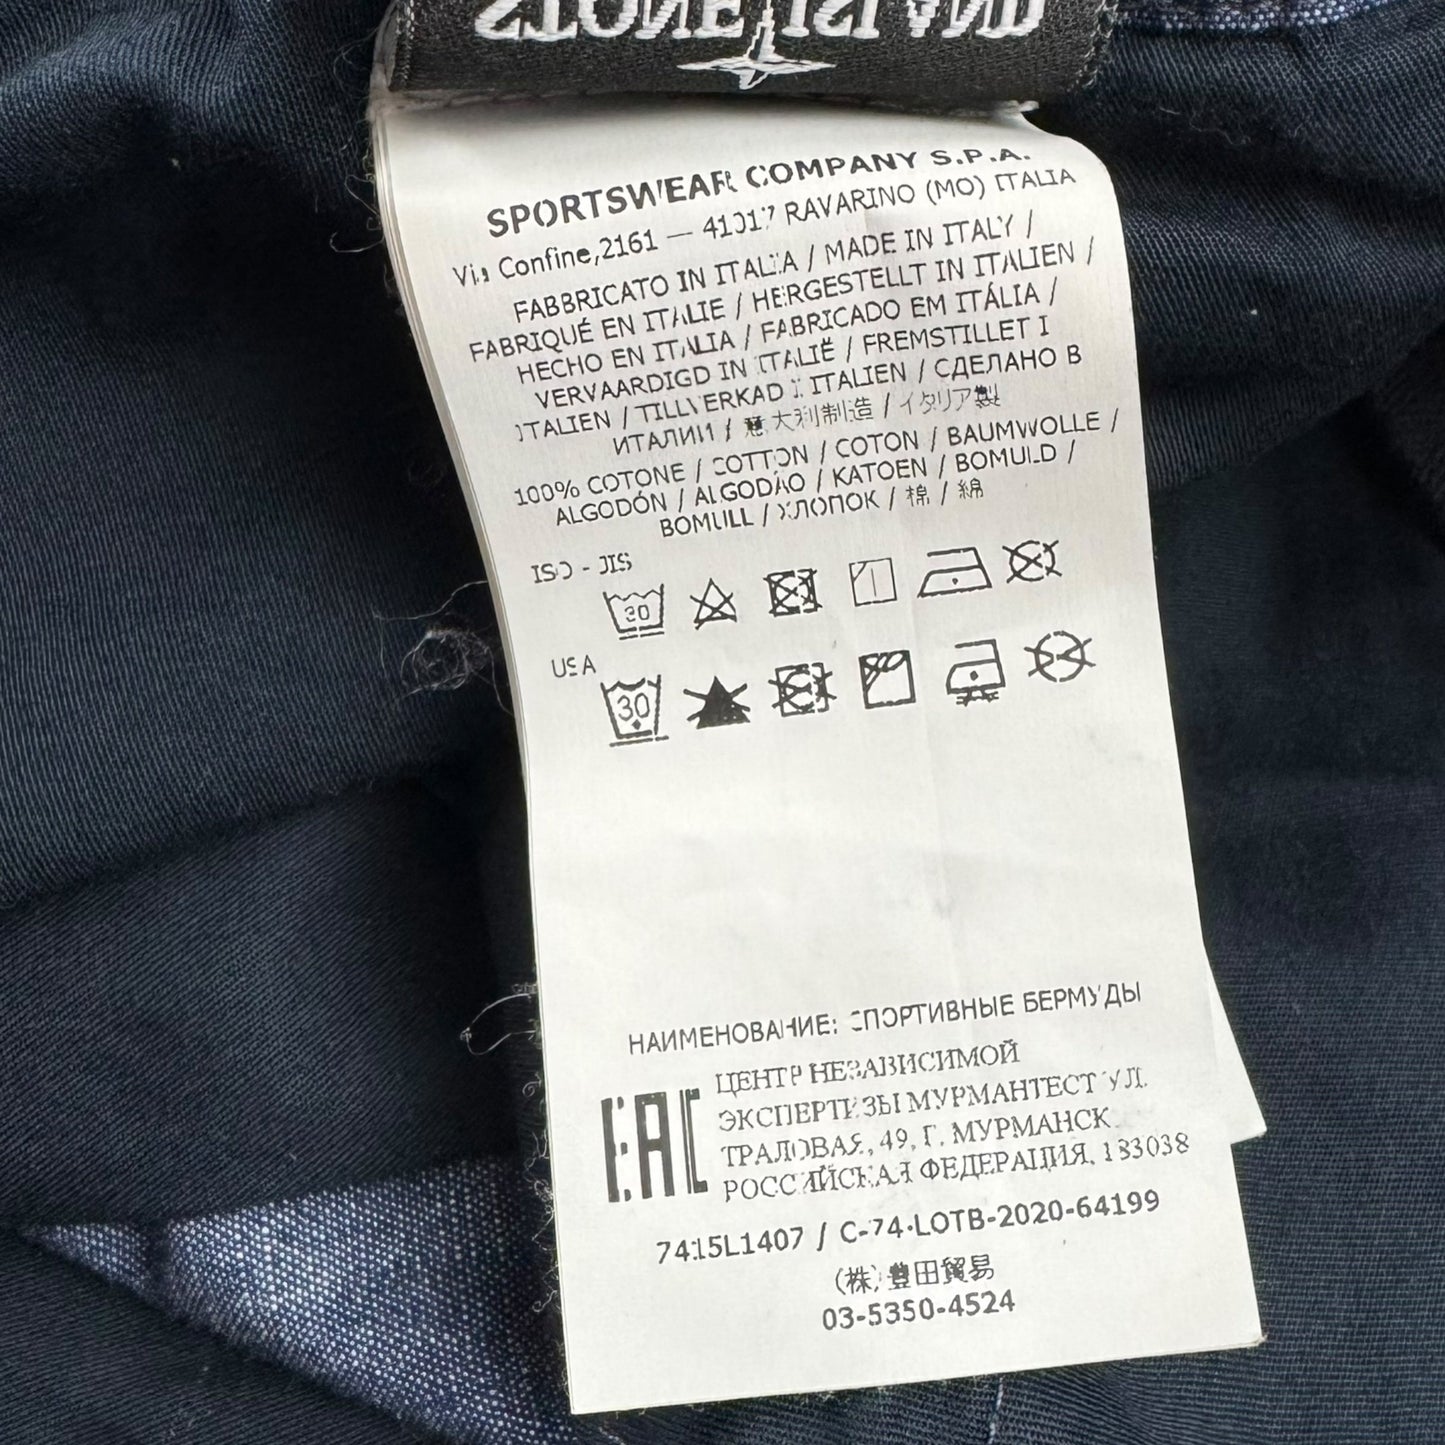 STONE ISLAND
SPORTSWEAR COMPANY S.P.A.
Via Confine,2161 — 41017 RAVARINO (MO) ITALIA
FABBRICATO IN ITALIA / MADE IN ITALY /
FABRIQUÉ EN ITALIE / HERGESTELLT IN ITALIEN /
HECHO EN ITALIA / FABRICADO EM ITÁLIA /
VERVAARDIGD IN ITALIË / FREMSTILLET I
ITALIEN / TILLVERKAD I ITALIEN / СДЕЛАНО В
ИТАЛИИ / 意大利制造 / イタリア製
100% COTONE / COTTON / COTON / BAUMWOLLE /
ALGODÓN / ALGODÃO / KATOEN / BOMULD /
BOMULL / ХЛОПОК / 棉 / 綿
ISO - JIS
30
USA
30
НАИМЕНОВАНИЕ: СПОРТИВНЫЕ БЕРМУДЫ
EAC
ЦЕНТР НЕЗАВИСИМОЙ
ЭКСПЕРТИЗЫ МУРМАНТЕСТ УЛ.
ТРАЛОВАЯ, 49, Г. МУРМАНСК
РОССИЙСКАЯ ФЕДЕРАЦИЯ, 183038
7415L1407 / C-74-LOTB-2020-64199
(株)豊田貿易
03-5350-4524